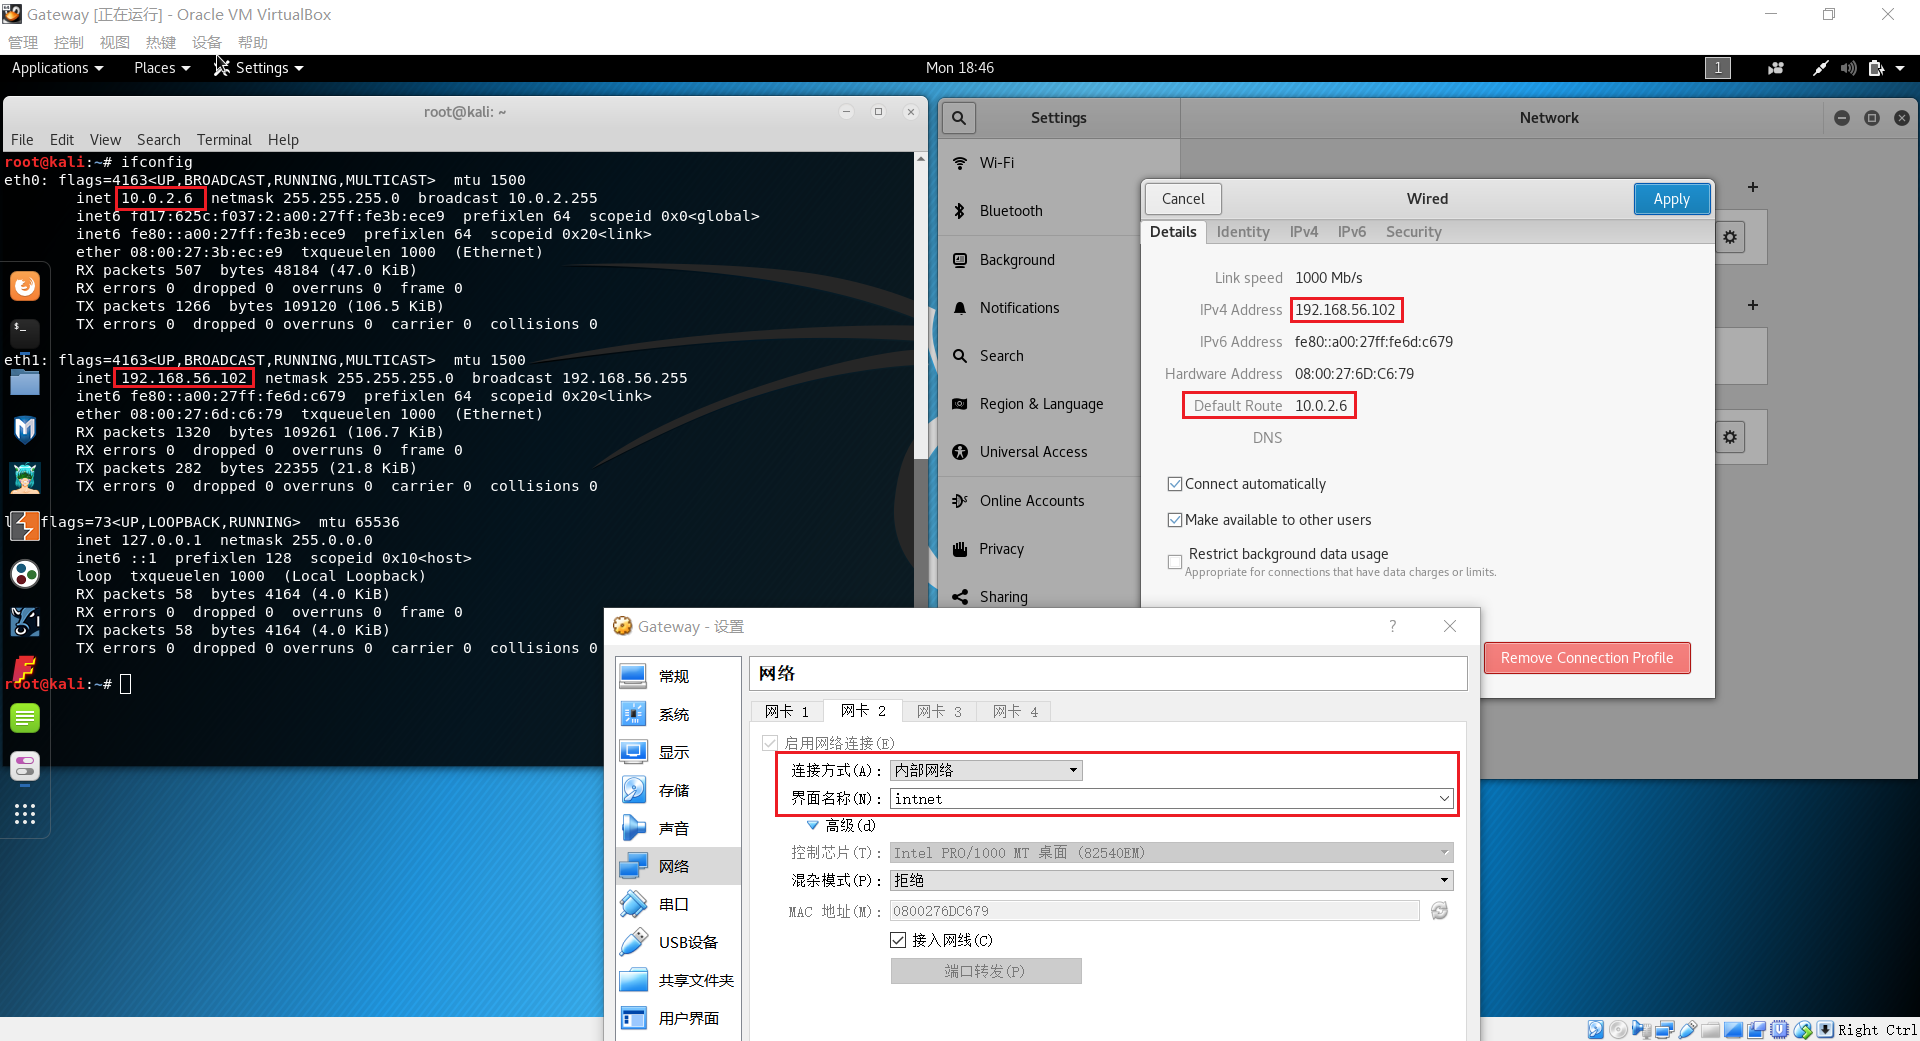 Gateway [正在运行] - Oracle VM VirtualBox
管理 控制 视图 热键 设备 帮助
Applications Places Settings Mon 18:46 1
root@kali: ~
File Edit View Search Terminal Help
root@kali:~# ifconfig
eth0: flags=4163<UP,BROADCAST,RUNNING,MULTICAST> mtu 1500
inet 10.0.2.6 netmask 255.255.255.0 broadcast 10.0.2.255
inet6 fd17:625c:f037:2:a00:27ff:fe3b:ece9 prefixlen 64 scopeid 0x0<global>
inet6 fe80::a00:27ff:fe3b:ece9 prefixlen 64 scopeid 0x20<link>
ether 08:00:27:3b:ec:e9 txqueuelen 1000 (Ethernet)
RX packets 507 bytes 48184 (47.0 KiB)
RX errors 0 dropped 0 overruns 0 frame 0
TX packets 1266 bytes 109120 (106.5 KiB)
TX errors 0 dropped 0 overruns 0 carrier 0 collisions 0
eth1: flags=4163<UP,BROADCAST,RUNNING,MULTICAST> mtu 1500
inet 192.168.56.102 netmask 255.255.255.0 broadcast 192.168.56.255
inet6 fe80::a00:27ff:fe6d:c679 prefixlen 64 scopeid 0x20<link>
ether 08:00:27:6d:c6:79 txqueuelen 1000 (Ethernet)
RX packets 1320 bytes 109261 (106.7 KiB)
RX errors 0 dropped 0 overruns 0 frame 0
TX packets 282 bytes 22355 (21.8 KiB)
TX errors 0 dropped 0 overruns 0 carrier 0 collisions 0
flags=73<UP,LOOPBACK,RUNNING> mtu 65536
inet 127.0.0.1 netmask 255.0.0.0
inet6 ::1 prefixlen 128 scopeid 0x10<host>
loop txqueuelen 1000 (Local Loopback)
RX packets 58 bytes 4164 (4.0 KiB)
RX errors 0 dropped 0 overruns 0 frame 0
TX packets 58 bytes 4164 (4.0 KiB)
TX errors 0 dropped 0 overruns 0 carrier 0 collisions 0
root@kali:~#
Settings
Network
Wi-Fi
Bluetooth
Background
Notifications
Search
Region & Language
Universal Access
Online Accounts
Privacy
Sharing
Cancel Wired Apply
Details Identity IPv4 IPv6 Security
Link speed 1000 Mb/s
IPv4 Address 192.168.56.102
IPv6 Address fe80::a00:27ff:fe6d:c679
Hardware Address 08:00:27:6D:C6:79
Default Route 10.0.2.6
DNS
Connect automatically
Make available to other users
Restrict background data usage
Appropriate for connections that have data charges or limits.
Remove Connection Profile
Gateway - 设置
常规
系统
显示
存储
声音
网络
串口
USB设备
共享文件夹
用户界面
网络
网卡 1 网卡 2 网卡 3 网卡 4
启用网络连接(E)
连接方式(A): 内部网络
界面名称(N): intnet
高级(d)
控制芯片(T): Intel PRO/1000 MT 桌面 (82540EM)
混杂模式(P): 拒绝
MAC 地址(M): 0800276DC679
接入网线(C)
端口转发(P)
Right Ctrl